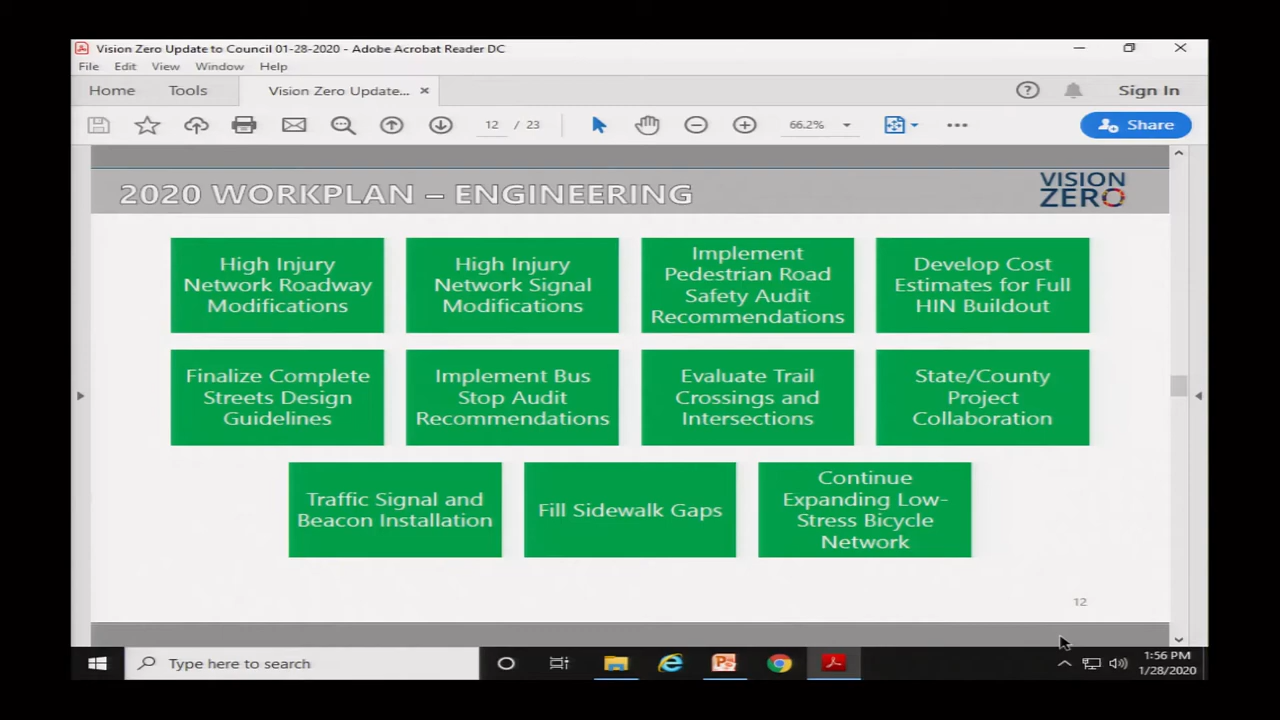 Vision Zero Update to Council 01-28-2020 - Adobe Acrobat Reader DC
File Edit View Window Help
Home Tools Vision Zero Update... ×
? Sign In
12 / 23 66.2% Share
2020 WORKPLAN – ENGINEERING
VISION
ZERO
High Injury
Network Roadway
Modifications
High Injury
Network Signal
Modifications
Implement
Pedestrian Road
Safety Audit
Recommendations
Develop Cost
Estimates for Full
HIN Buildout
Finalize Complete
Streets Design
Guidelines
Implement Bus
Stop Audit
Recommendations
Evaluate Trail
Crossings and
Intersections
State/County
Project
Collaboration
Traffic Signal and
Beacon Installation
Fill Sidewalk Gaps
Continue
Expanding Low-
Stress Bicycle
Network
12
Type here to search
1:56 PM
1/28/2020